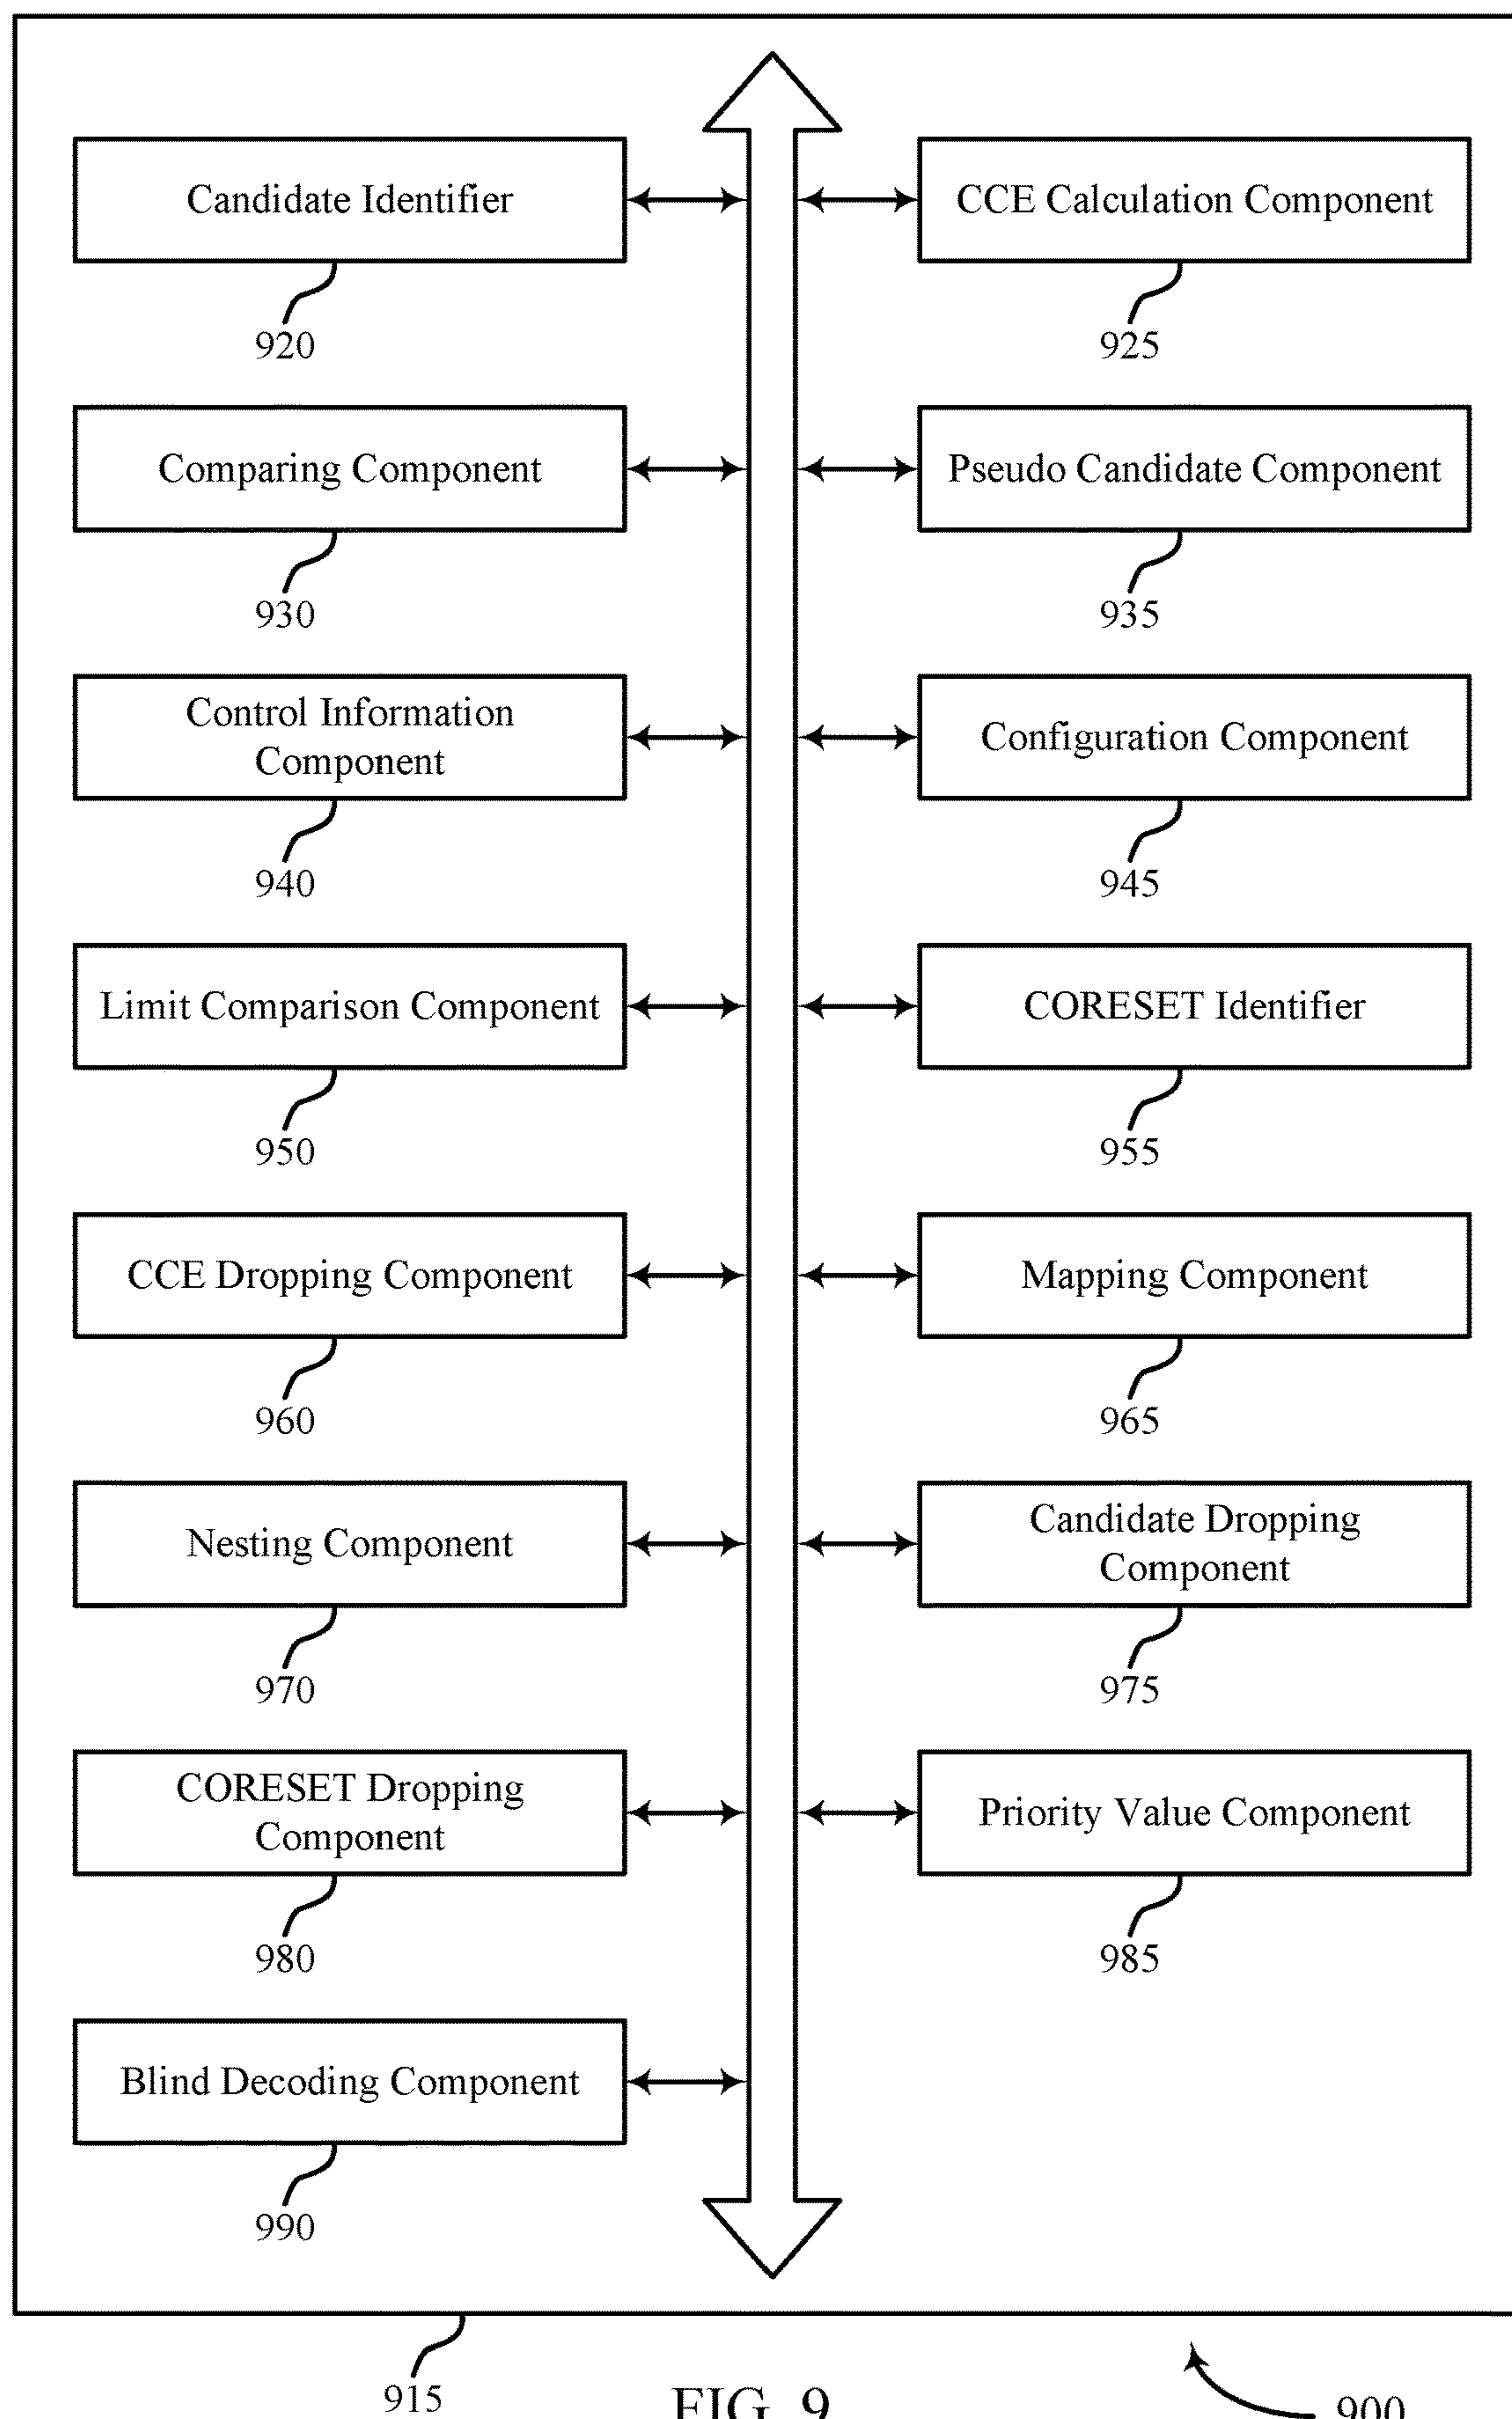 Candidate Identifier
920
CCE Calculation Component
925
Comparing Component
930
Pseudo Candidate Component
935
Control Information
Component
940
Configuration Component
945
Limit Comparison Component
950
CORESET Identifier
955
CCE Dropping Component
960
Mapping Component
965
Nesting Component
970
Candidate Dropping
Component
975
CORESET Dropping
Component
980
Priority Value Component
985
Blind Decoding Component
990
915
FIG. 9
900